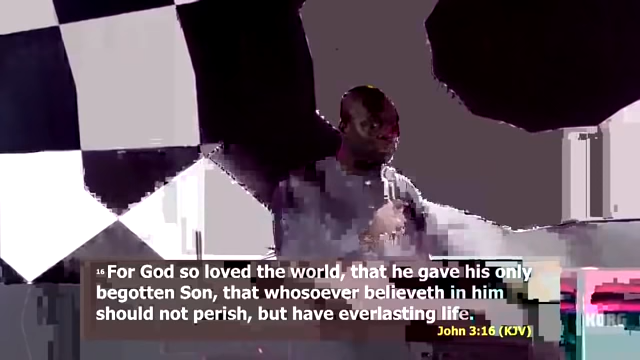 16 For God so loved the world, that he gave his only
begotten Son, that whosoever believeth in him
should not perish, but have everlasting life.
John 3:16 (KJV)
KORG